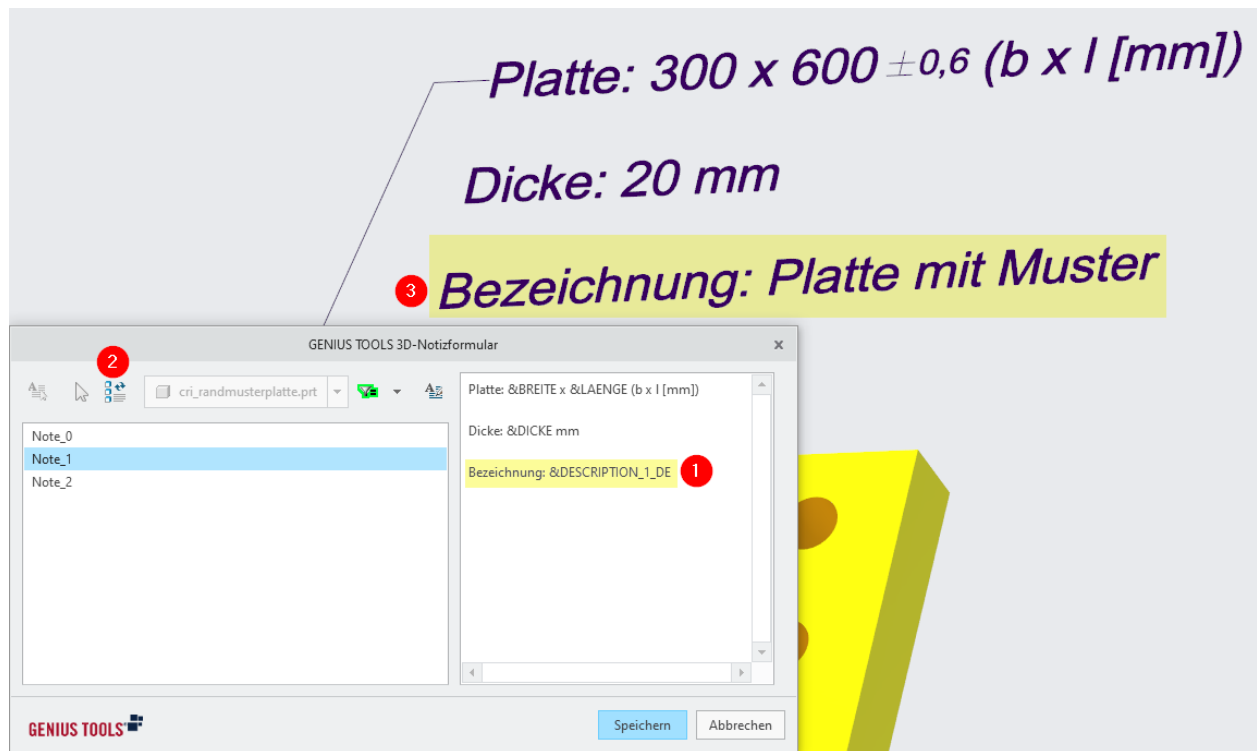 Platte: 300 x 600 ±0,6 (b x l [mm])
Dicke: 20 mm
3
Bezeichnung: Platte mit Muster
GENIUS TOOLS 3D-Notizformular
x
2
cri_randmusterplatte.prt
Note_0
Note_1
Note_2
Platte: &BREITE x &LAENGE (b x l [mm])
Dicke: &DICKE mm
Bezeichnung: &DESCRIPTION_1_DE
1
GENIUS TOOLS
Speichern
Abbrechen